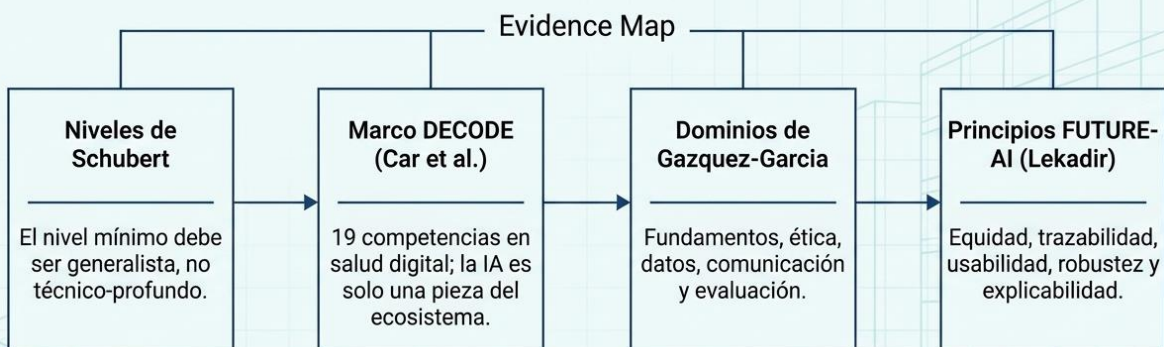 Evidence Map
Niveles de
Schubert
El nivel mínimo debe
ser generalista, no
técnico-profundo.
Marco DECODE
(Car et al.)
19 competencias en
salud digital; la IA es
solo una pieza del
ecosistema.
Dominios de
Gazquez-Garcia
Fundamentos, ética,
datos, comunicación
y evaluación.
Principios FUTURE-
AI (Lekadir)
Equidad, trazabilidad,
usabilidad, robustez y
explicabilidad.